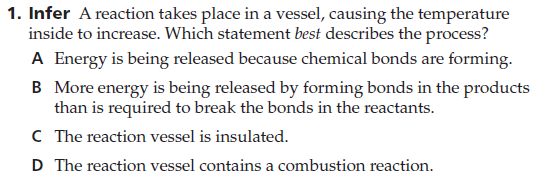 1. Infer A reaction takes place in a vessel, causing the temperature
inside to increase. Which statement best describes the process?
A Energy is being released because chemical bonds are forming.
B More energy is being released by forming bonds in the products
than is required to break the bonds in the reactants.
C The reaction vessel is insulated.
D The reaction vessel contains a combustion reaction.